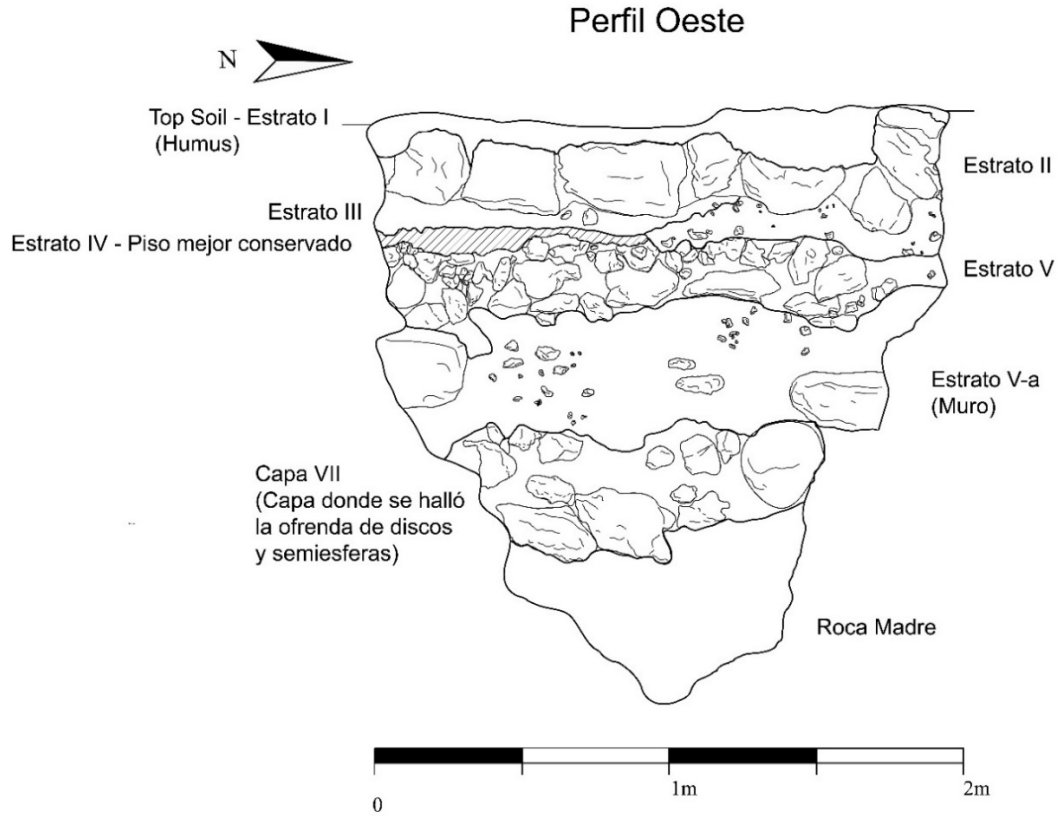 Perfil Oeste
N
Top Soil - Estrato I
(Humus)
Estrato II
Estrato III
Estrato IV - Piso mejor conservado
Estrato V
Estrato V-a
(Muro)
Capa VII
(Capa donde se halló
la ofrenda de discos
y semiesferas)
Roca Madre
0
1m
2m